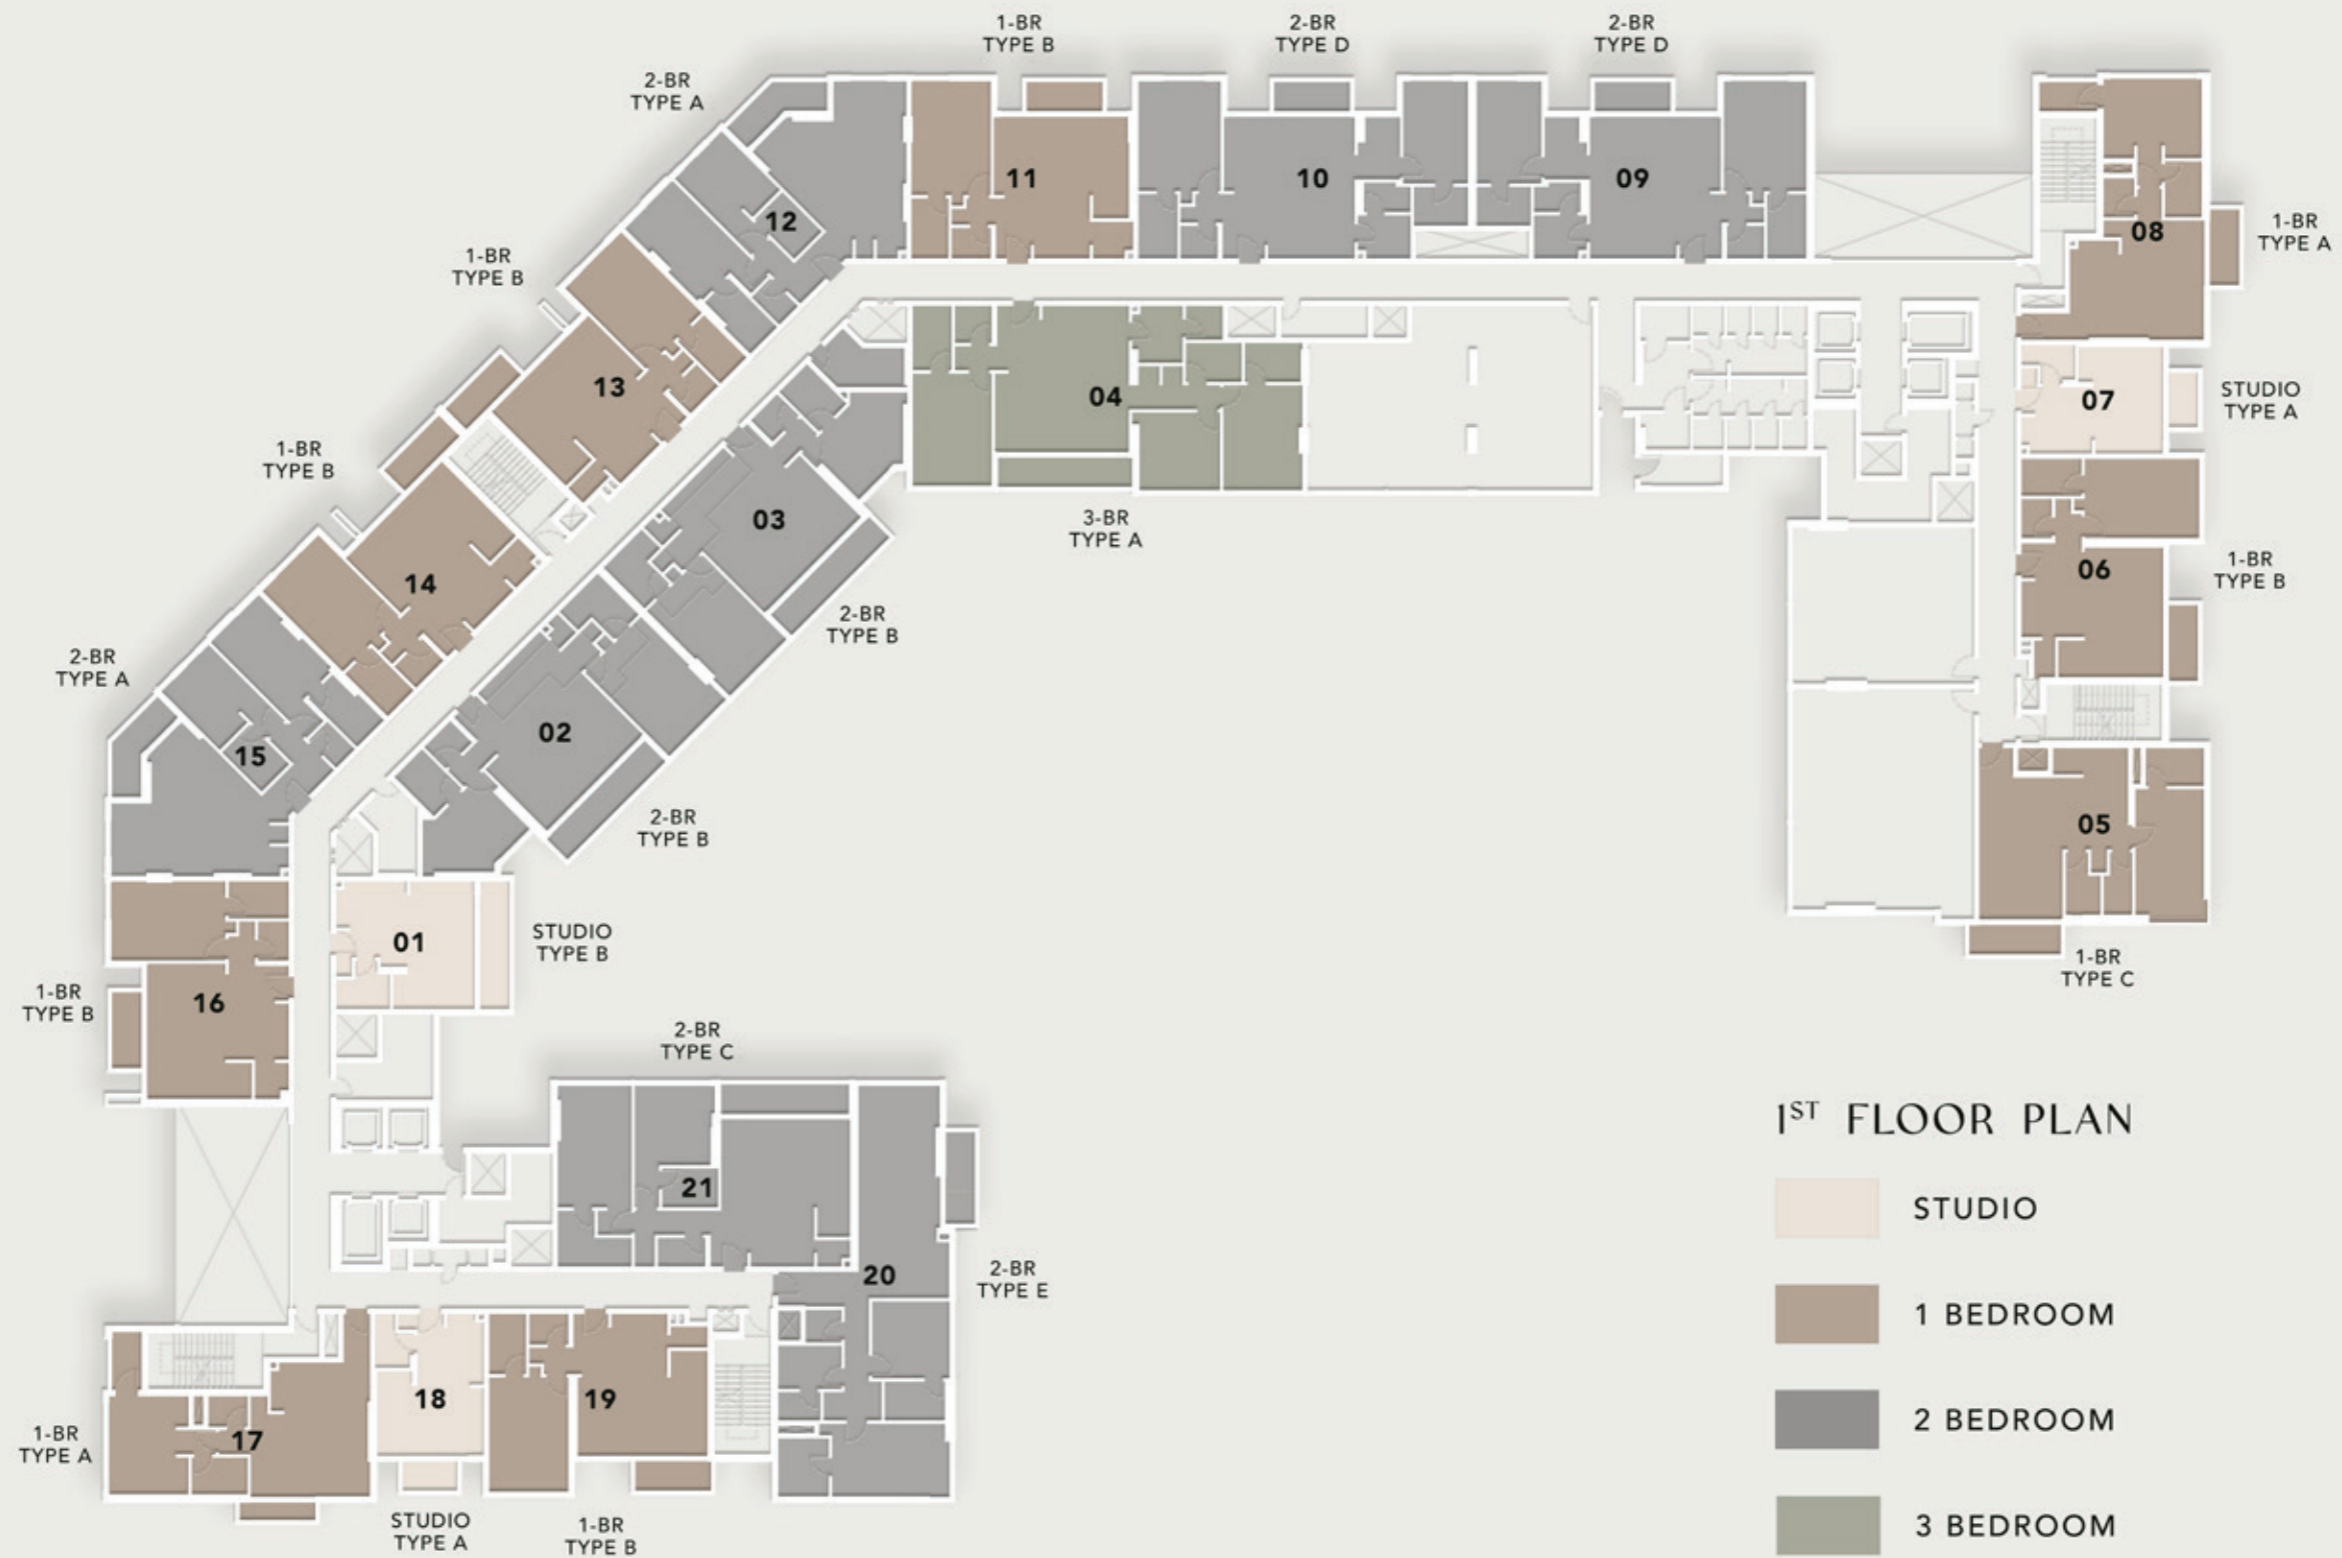 1-BR
TYPE B
2-BR
TYPE D
2-BR
TYPE D
2-BR
TYPE A
11
10
09
08
1-BR
TYPE A
12
1-BR
TYPE B
13
04
07
STUDIO
TYPE A
1-BR
TYPE B
03
3-BR
TYPE A
14
06
1-BR
TYPE B
2-BR
TYPE B
2-BR
TYPE A
02
15
2-BR
TYPE B
05
01
STUDIO
TYPE B
1-BR
TYPE C
1-BR
TYPE B
16
2-BR
TYPE C
21
20
2-BR
TYPE E
18
19
17
1-BR
TYPE A
STUDIO
TYPE A
1-BR
TYPE B
1ST FLOOR PLAN
STUDIO
1 BEDROOM
2 BEDROOM
3 BEDROOM